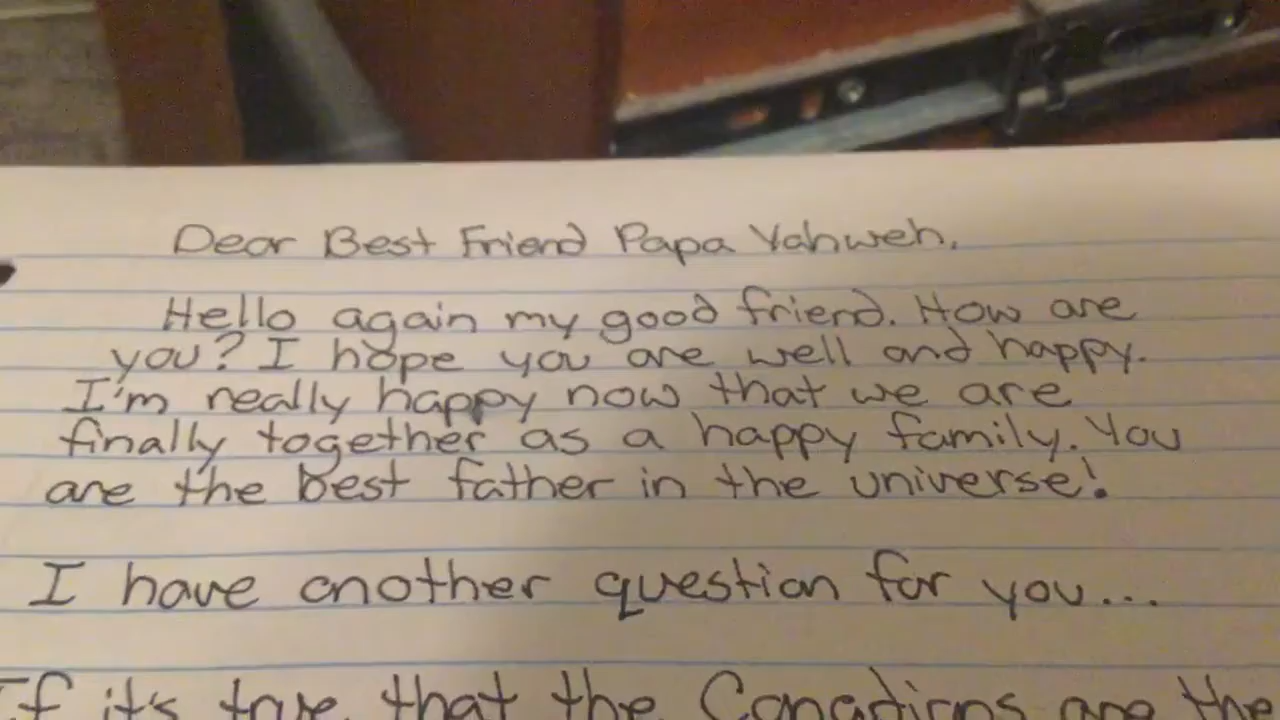 Dear Best Friend Papa Yahweh,
Hello again my good friend. How are
you? I hope you are well and happy.
I'm really happy now that we are
finally together as a happy family. You
are the best father in the universe!
I have another question for you...
If it's true that the Canadians are the